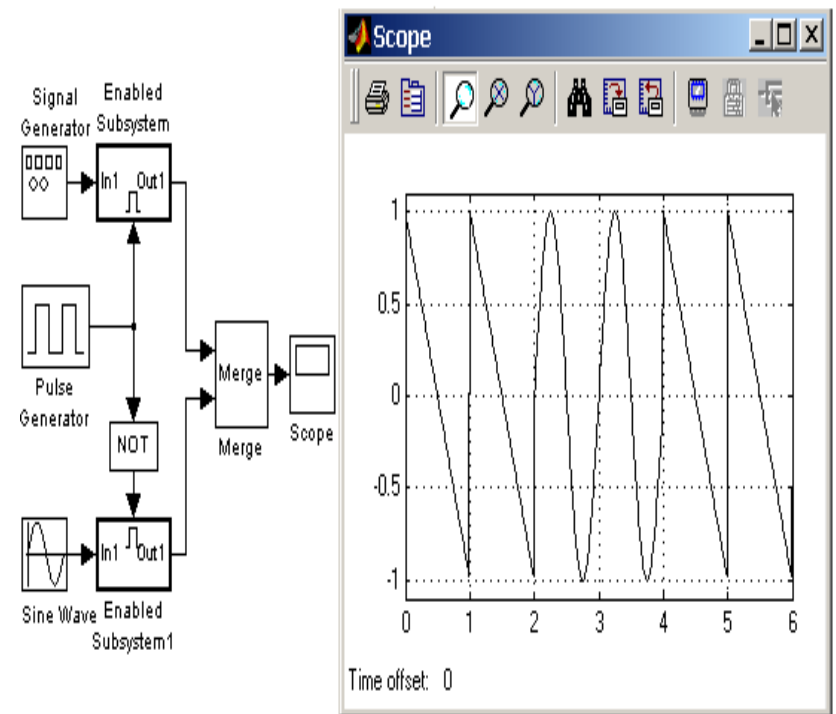 Signal
Generator
Enabled
Subsystem
In1 Out1
Pulse
Generator
NOT
Merge
Merge
Scope
In1 Out1
Sine Wave
Enabled
Subsystem1
Scope
1
0.5
0
-0.5
-1
0 1 2 3 4 5 6
Time offset: 0